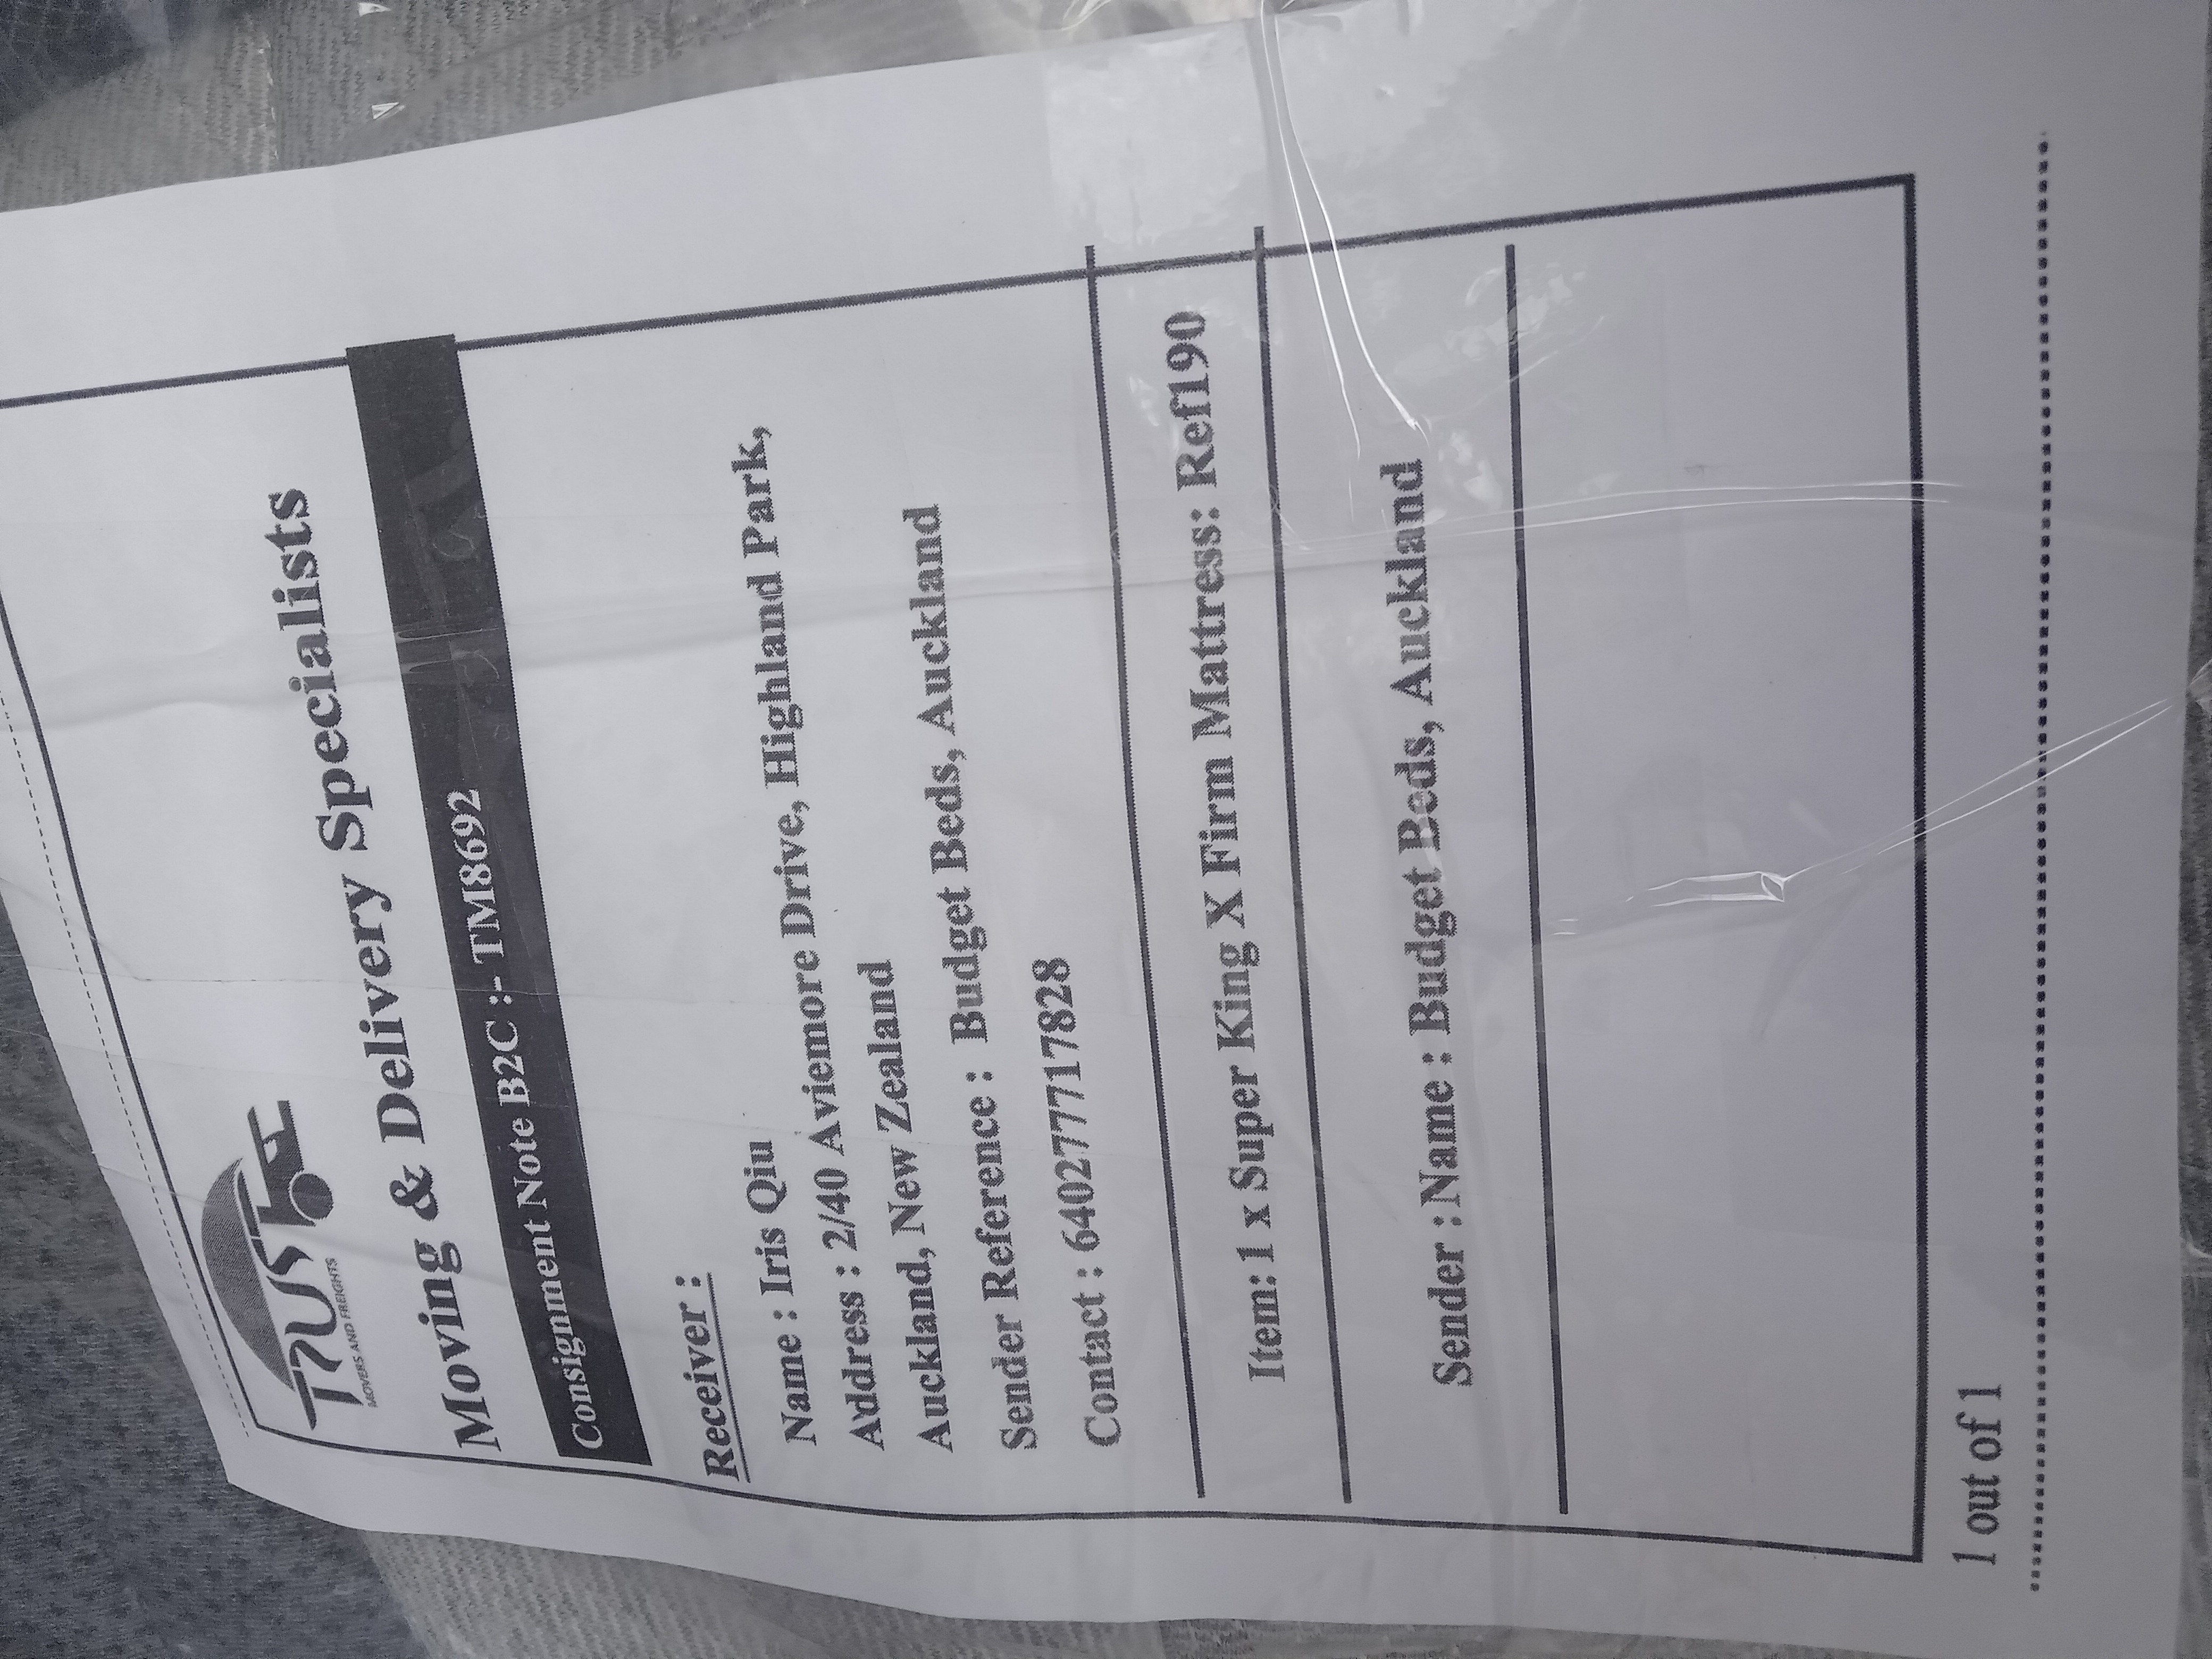 TRUST
MOVERS AND FREIGHTS
Moving & Delivery Specialists
Consignment Note B2C :- TM8692
Receiver :
Name : Iris Qiu
Address : 2/40 Aviemore Drive, Highland Park,
Auckland, New Zealand
Sender Reference : Budget Beds, Auckland
Contact : 640277717828
Item: 1 x Super King X Firm Mattress: Ref190
Sender :Name : Budget Beds, Auckland
1 out of 1